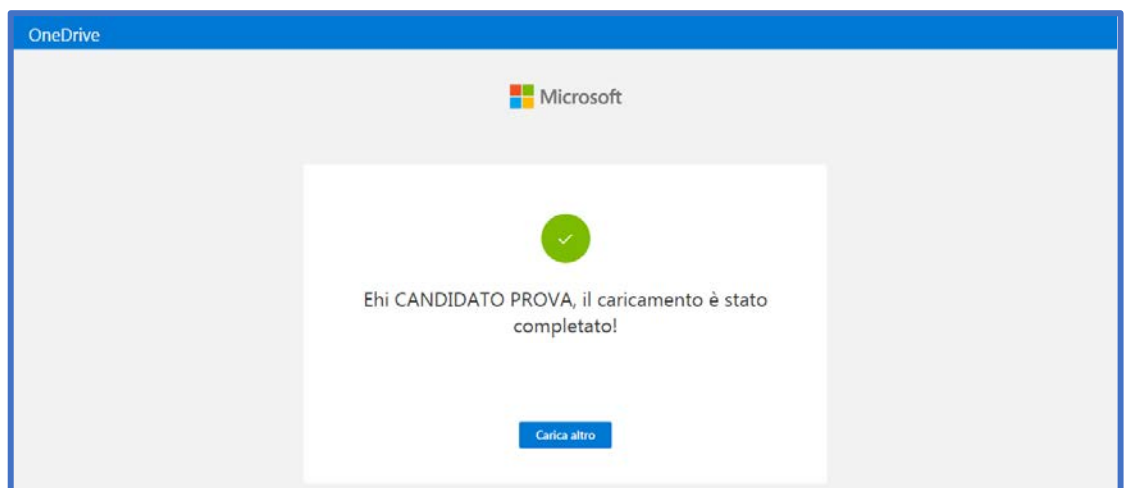 OneDrive
Microsoft
Ehi CANDIDATO PROVA, il caricamento è stato
completato!
Carica altro